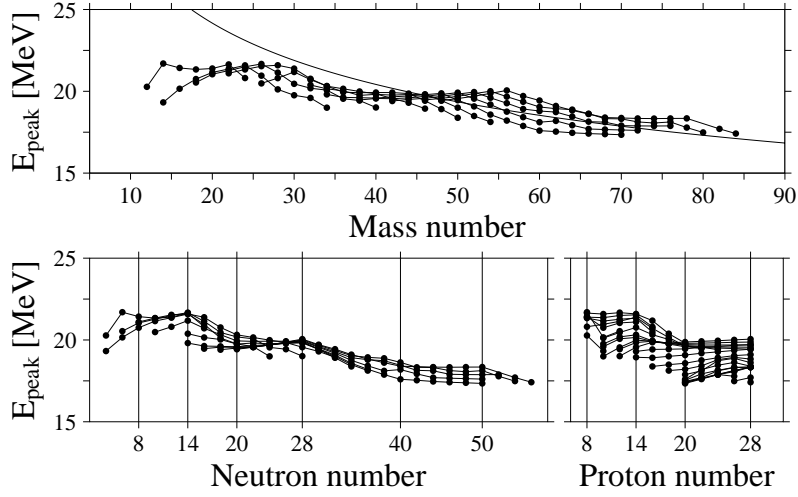 25
20
15
E_peak [MeV]
10 20 30 40 50 60 70 80 90
Mass number
25
20
15
E_peak [MeV]
8 14 20 28 40 50
Neutron number
8 14 20 28
Proton number